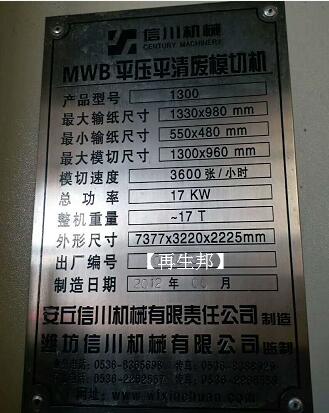 信川机械
CENTURY MACHINERY
MWB 平压平清废模切机
产品型号 1300
最大输纸尺寸 1330x980 mm
最小输纸尺寸 550x480 mm
最大模切尺寸 1300x960 mm
模切速度 3600 张/小时
总功率 17 KW
整机重量 ~17 T
外形尺寸 7377x3220x2225mm
出厂编号 【再生邦】
制造日期 2012 年 月
安丘信川机械有限责任公司 制造
潍坊信川机械有限公司 监制